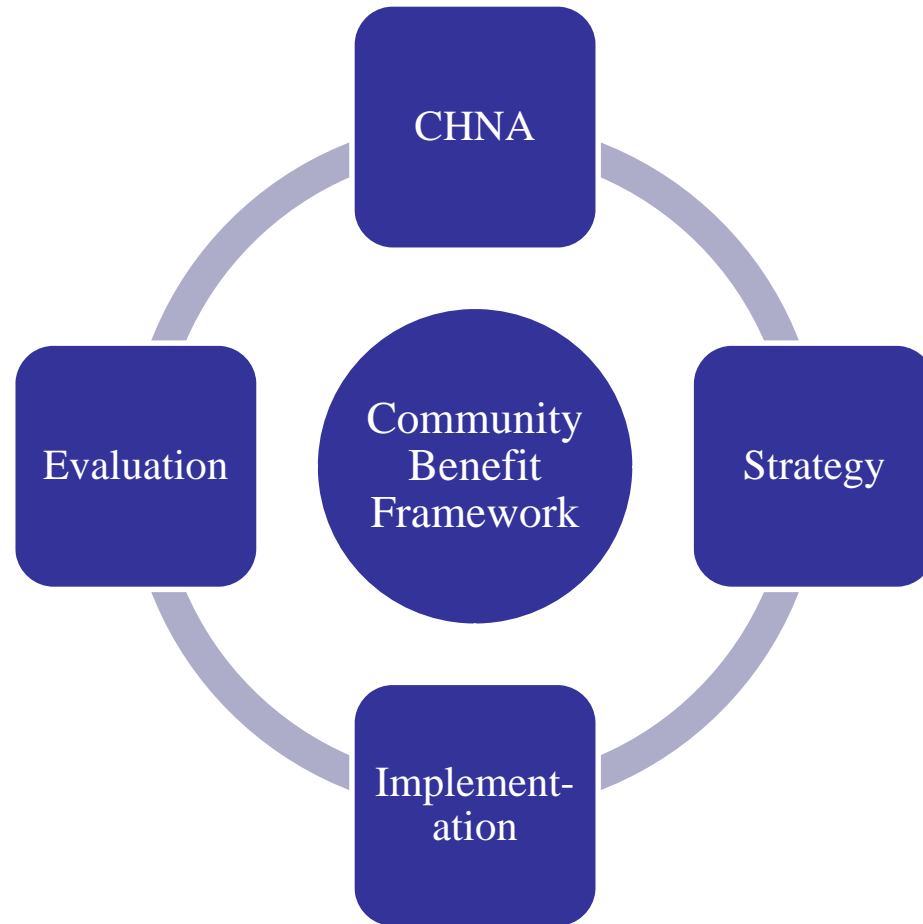 CHNA
Community
Benefit
Framework
Evaluation
Strategy
Implement-
ation